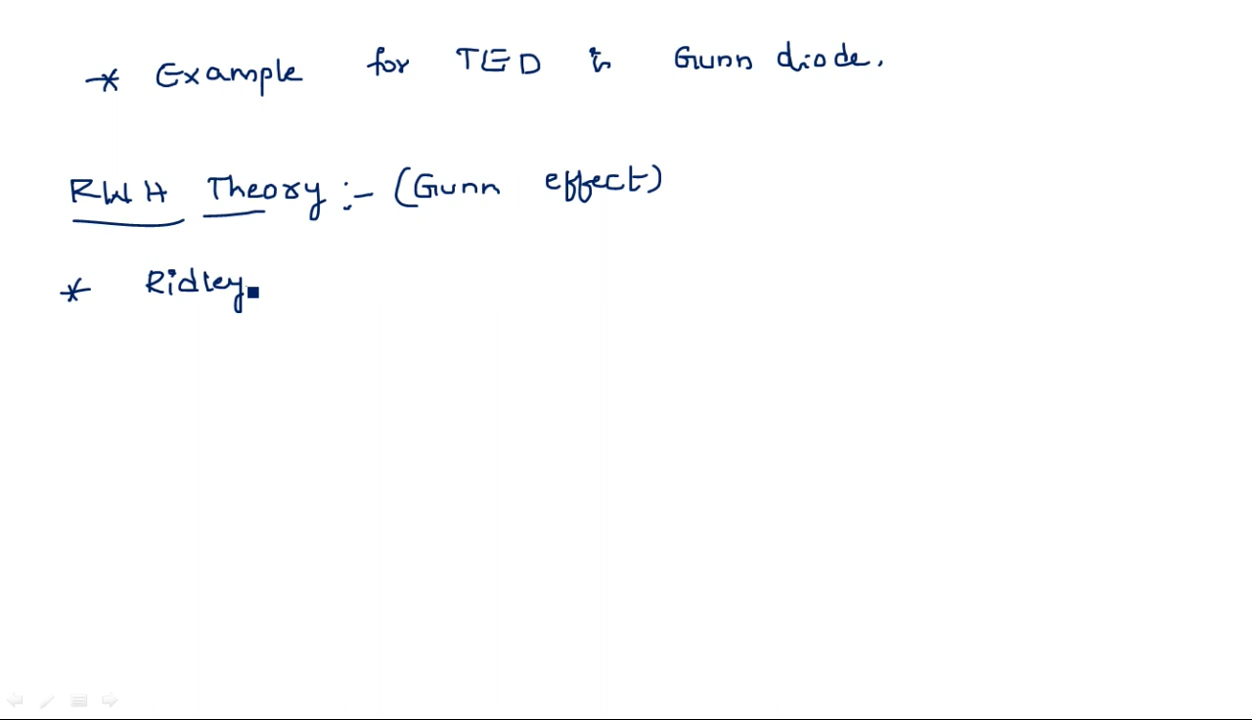 * Example for TED is Gunn diode.
RWH Theory :- (Gunn effect)
* Ridley